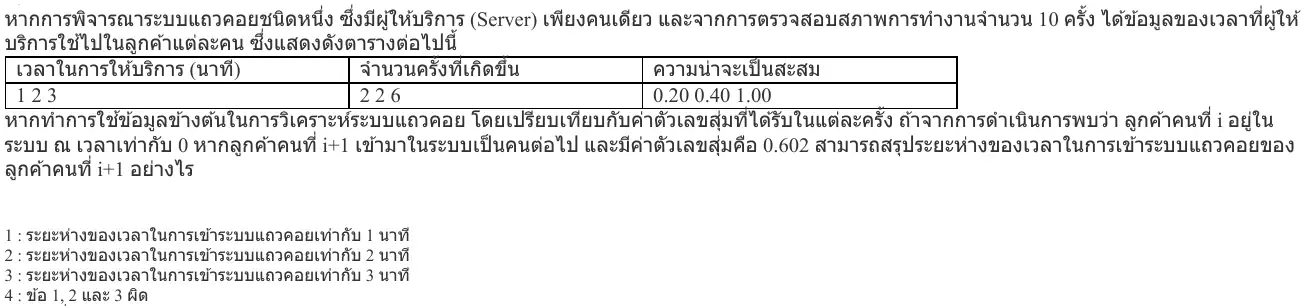 หากการพิจารณาระบบแถวคอยชนิดหนึ่ง ซึ่งมีผู้ให้บริการ (Server) เพียงคนเดียว และจากการตรวจสอบสภาพการทำงานจำนวน 10 ครั้ง ได้ข้อมูลของเวลาที่ผู้ให้
บริการใช้ไปในลูกค้าแต่ละคน ซึ่งแสดงดังตารางต่อไปนี้
เวลาในการให้บริการ (นาที) จำนวนครั้งที่เกิดขึ้น ความน่าจะเป็นสะสม
1 2 3 2 2 6 0.20 0.40 1.00
หากทำการใช้ข้อมูลข้างต้นในการวิเคราะห์ระบบแถวคอย โดยเปรียบเทียบกับค่าตัวเลขสุ่มที่ได้รับในแต่ละครั้ง ถ้าจากการดำเนินการพบว่า ลูกค้าคนที่ i อยู่ใน
ระบบ ณ เวลาเท่ากับ 0 หากลูกค้าคนที่ i+1 เข้ามาในระบบเป็นคนต่อไป และมีค่าตัวเลขสุ่มคือ 0.602 สามารถสรุประยะห่างของเวลาในการเข้าระบบแถวคอยของ
ลูกค้าคนที่ i+1 อย่างไร
1 : ระยะห่างของเวลาในการเข้าระบบแถวคอยเท่ากับ 1 นาที
2 : ระยะห่างของเวลาในการเข้าระบบแถวคอยเท่ากับ 2 นาที
3 : ระยะห่างของเวลาในการเข้าระบบแถวคอยเท่ากับ 3 นาที
4 : ข้อ 1, 2 และ 3 ผิด